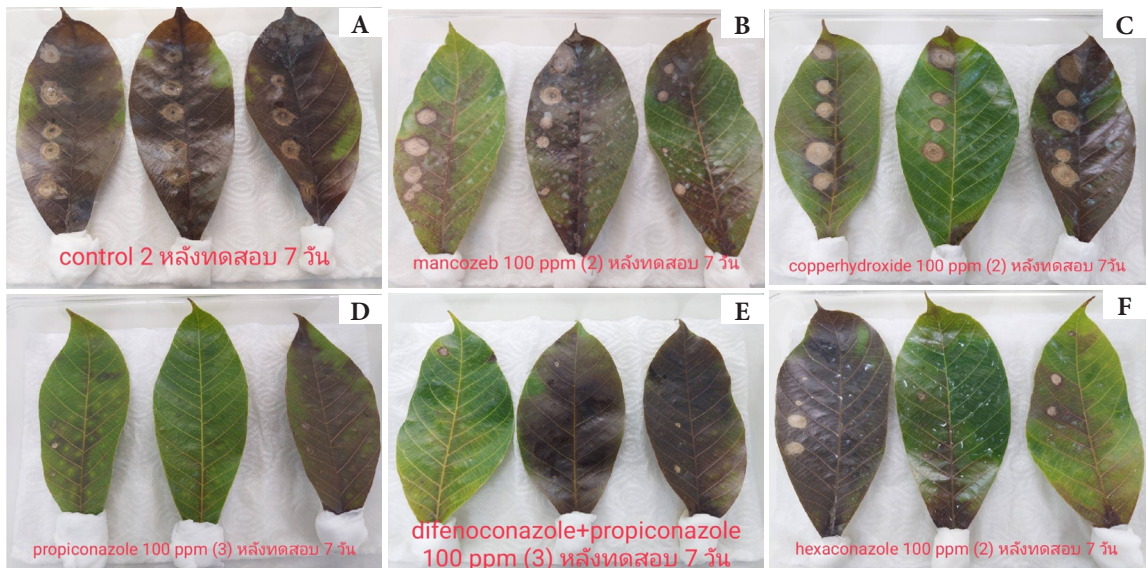 A
control 2 หลังทดสอบ 7 วัน
B
mancozeb 100 ppm (2) หลังทดสอบ 7 วัน
C
copperhydroxide 100 ppm (2) หลังทดสอบ 7วัน
D
propiconazole 100 ppm (3) หลังทดสอบ 7 วัน
E
difenoconazole+propiconazole
100 ppm (3) หลังทดสอบ 7 วัน
F
hexaconazole 100 ppm (2) หลังทดสอบ 7 วัน